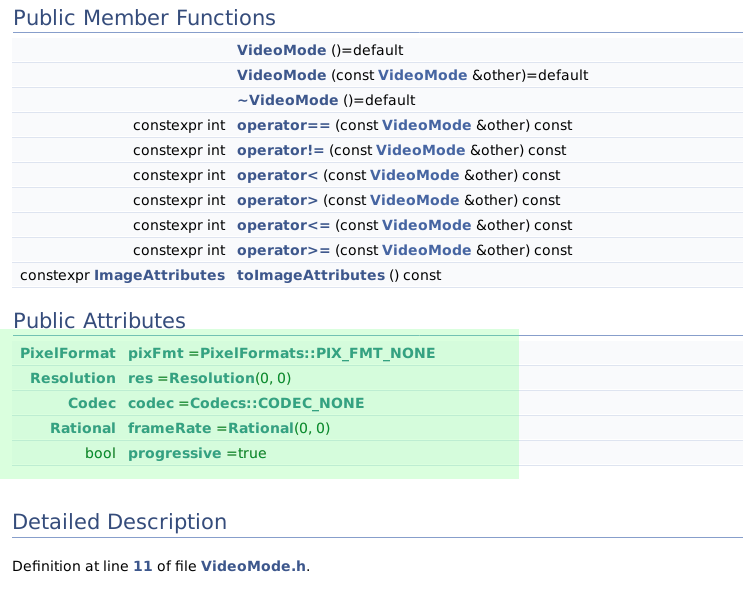 Public Member Functions
VideoMode ()=default
VideoMode (const VideoMode &other)=default
~VideoMode ()=default
constexpr int operator== (const VideoMode &other) const
constexpr int operator!= (const VideoMode &other) const
constexpr int operator< (const VideoMode &other) const
constexpr int operator> (const VideoMode &other) const
constexpr int operator<= (const VideoMode &other) const
constexpr int operator>= (const VideoMode &other) const
constexpr ImageAttributes toImageAttributes () const
Public Attributes
PixelFormat pixFmt =PixelFormats::PIX_FMT_NONE
Resolution res =Resolution(0, 0)
Codec codec =Codecs::CODEC_NONE
Rational frameRate =Rational(0, 0)
bool progressive =true
Detailed Description
Definition at line 11 of file VideoMode.h.